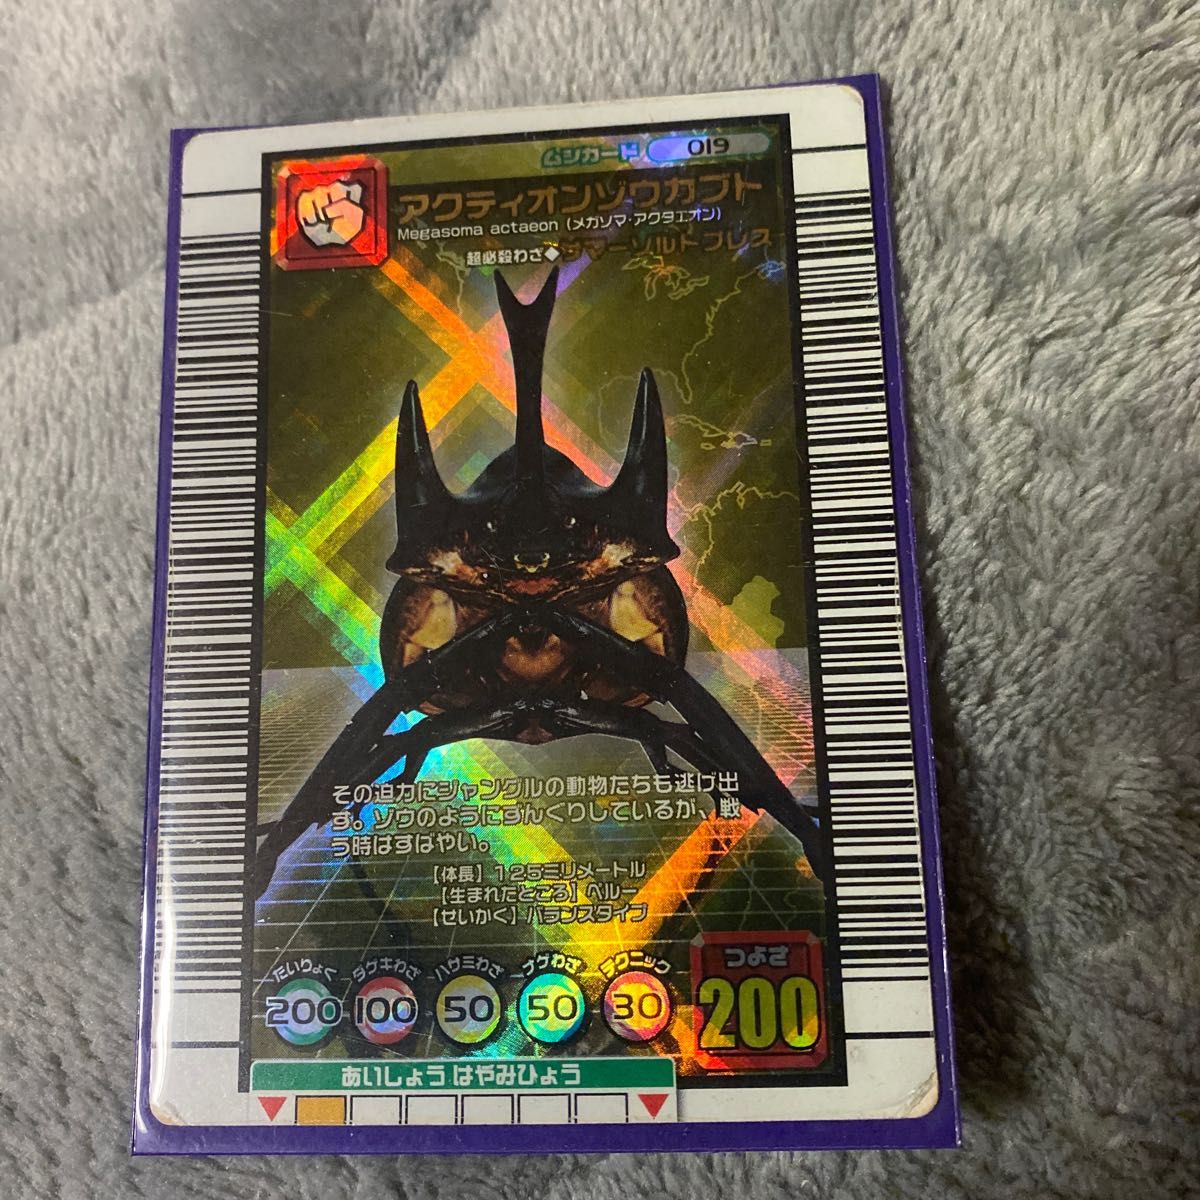 ムシカード 019
アクティオンゾウカブト
Megasoma actaeon (メガソマ・アクタエオン)
超必殺わざ◆サマーソルトプレス
その迫力にジャングルの動物たちも逃げ出
す。ゾウのようにずんぐりしているが、戦
う時はすばやい。
【体長】125ミリメートル
【生まれたところ】ペルー
【せいかく】バランスタイプ
たいりょく ダゲキわざ ハサミわざ ナゲわざ テクニック つよさ
200 100 50 50 30 200
あいしょう はやみひょう